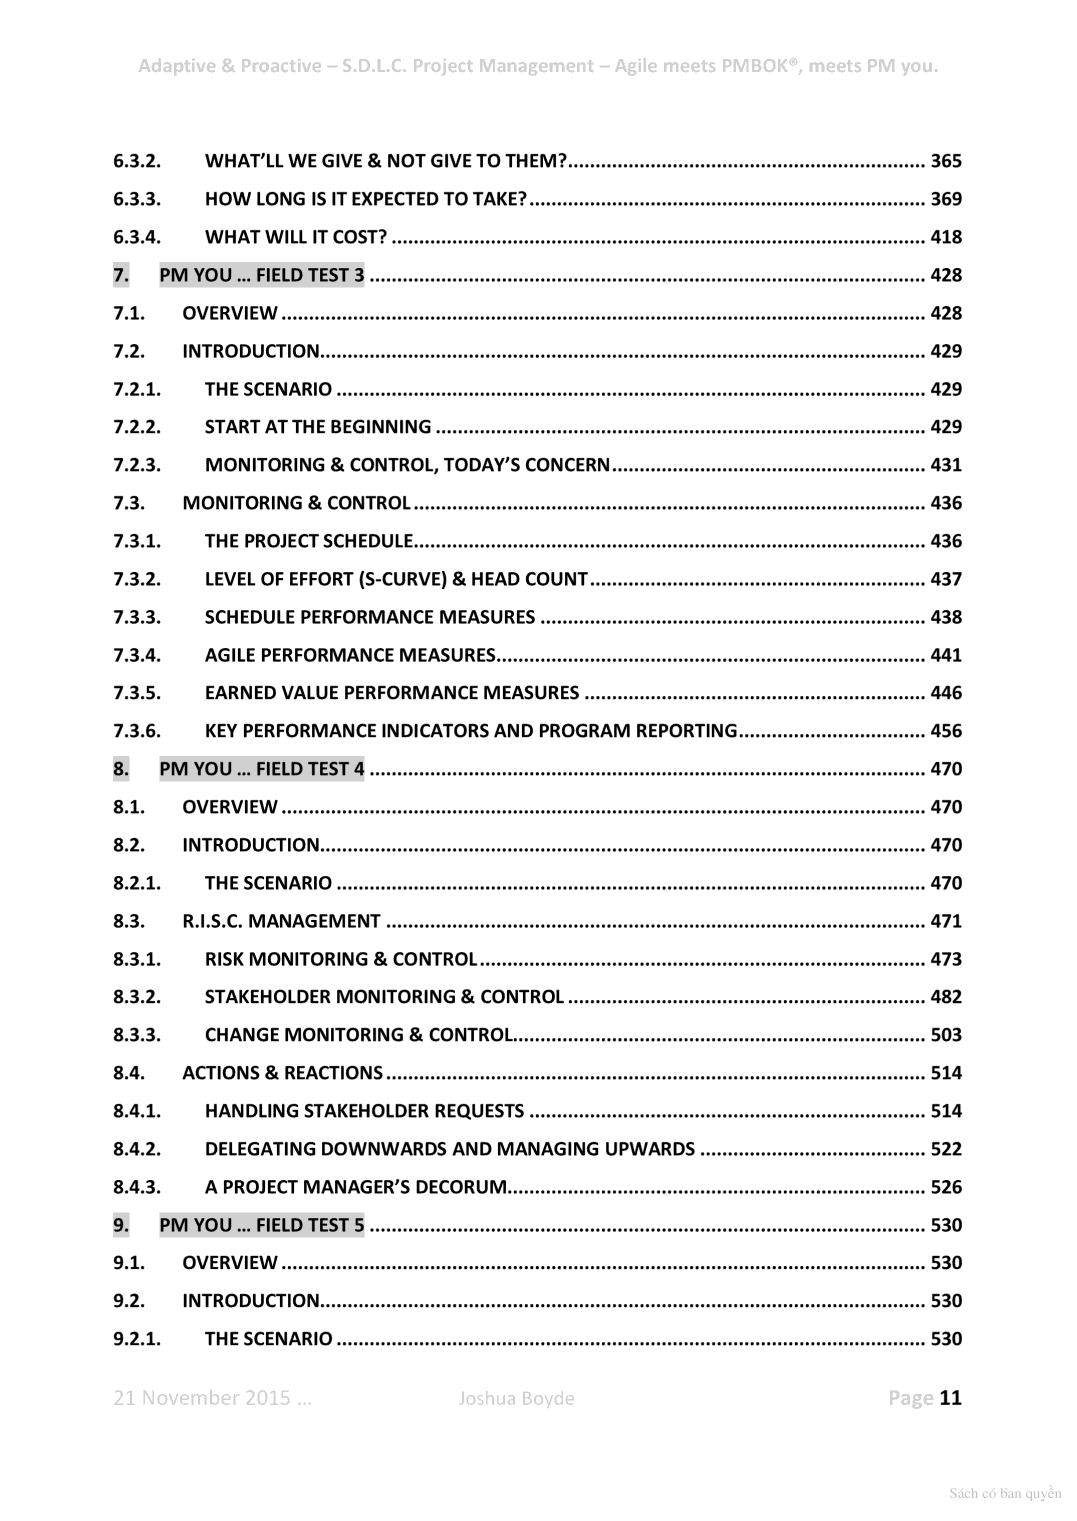 Adaptive & Proactive – S.D.L.C. Project Management – Agile meets PMBOK®, meets PM you.
6.3.2. WHAT’LL WE GIVE & NOT GIVE TO THEM? 365
6.3.3. HOW LONG IS IT EXPECTED TO TAKE? 369
6.3.4. WHAT WILL IT COST? 418
7. PM YOU … FIELD TEST 3 428
7.1. OVERVIEW 428
7.2. INTRODUCTION 429
7.2.1. THE SCENARIO 429
7.2.2. START AT THE BEGINNING 429
7.2.3. MONITORING & CONTROL, TODAY’S CONCERN 431
7.3. MONITORING & CONTROL 436
7.3.1. THE PROJECT SCHEDULE 436
7.3.2. LEVEL OF EFFORT (S-CURVE) & HEAD COUNT 437
7.3.3. SCHEDULE PERFORMANCE MEASURES 438
7.3.4. AGILE PERFORMANCE MEASURES 441
7.3.5. EARNED VALUE PERFORMANCE MEASURES 446
7.3.6. KEY PERFORMANCE INDICATORS AND PROGRAM REPORTING 456
8. PM YOU … FIELD TEST 4 470
8.1. OVERVIEW 470
8.2. INTRODUCTION 470
8.2.1. THE SCENARIO 470
8.3. R.I.S.C. MANAGEMENT 471
8.3.1. RISK MONITORING & CONTROL 473
8.3.2. STAKEHOLDER MONITORING & CONTROL 482
8.3.3. CHANGE MONITORING & CONTROL 503
8.4. ACTIONS & REACTIONS 514
8.4.1. HANDLING STAKEHOLDER REQUESTS 514
8.4.2. DELEGATING DOWNWARDS AND MANAGING UPWARDS 522
8.4.3. A PROJECT MANAGER’S DECORUM 526
9. PM YOU … FIELD TEST 5 530
9.1. OVERVIEW 530
9.2. INTRODUCTION 530
9.2.1. THE SCENARIO 530
21 November 2015 … Joshua Boyde Page 11
Sách có bản quyền